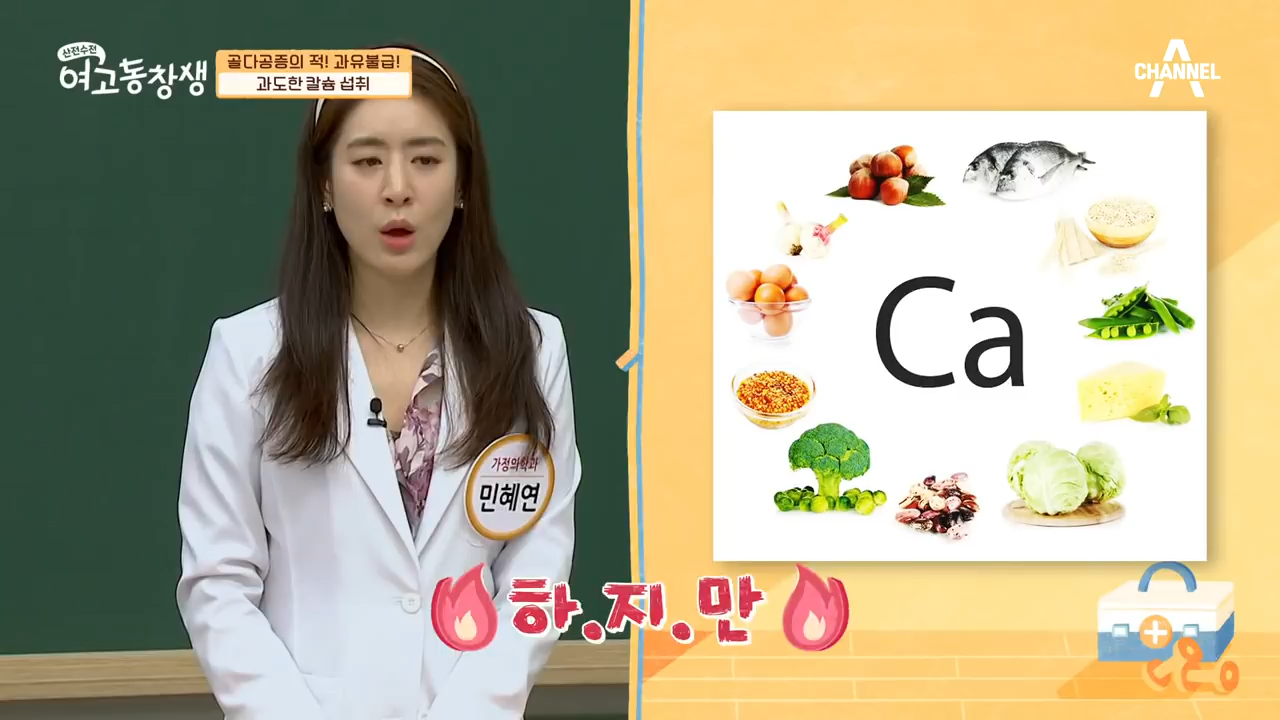 산전수전
여고동창생
골다공증의 적! 과유불급!
과도한 칼슘 섭취
CHANNEL
Ca
가정의학과
민혜연
하.지.만